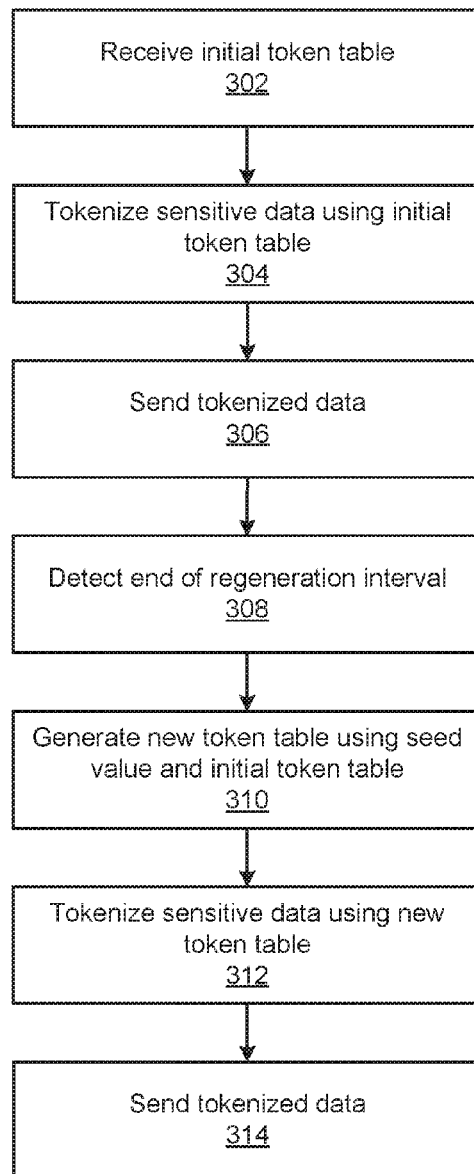 Receive initial token table
302
Tokenize sensitive data using initial
token table
304
Send tokenized data
306
Detect end of regeneration interval
308
Generate new token table using seed
value and initial token table
310
Tokenize sensitive data using new
token table
312
Send tokenized data
314